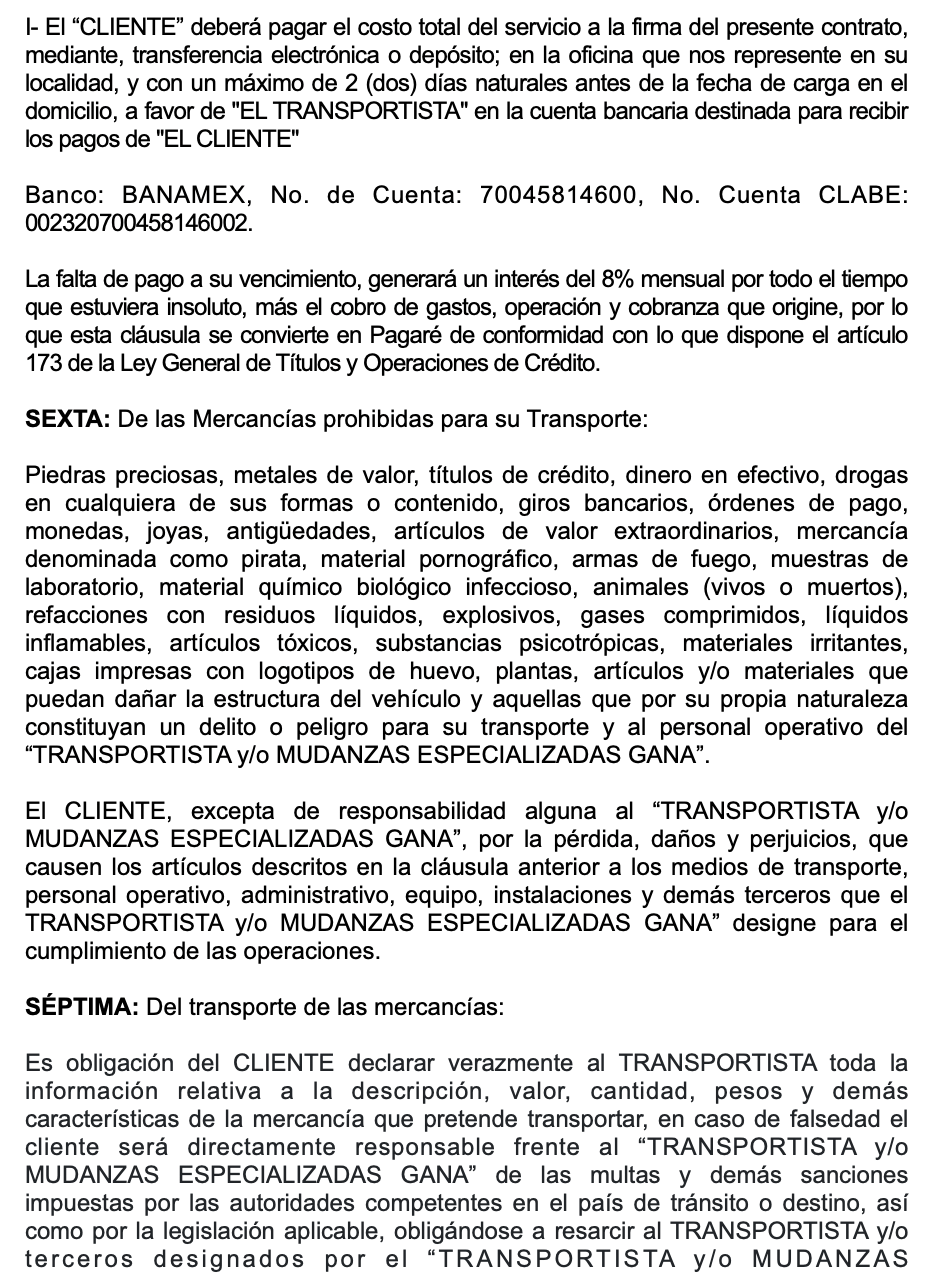 I- El “CLIENTE” deberá pagar el costo total del servicio a la firma del presente contrato,
mediante, transferencia electrónica o depósito; en la oficina que nos represente en su
localidad, y con un máximo de 2 (dos) días naturales antes de la fecha de carga en el
domicilio, a favor de "EL TRANSPORTISTA" en la cuenta bancaria destinada para recibir
los pagos de "EL CLIENTE"
Banco: BANAMEX, No. de Cuenta: 70045814600, No. Cuenta CLABE:
002320700458146002.
La falta de pago a su vencimiento, generará un interés del 8% mensual por todo el tiempo
que estuviera insoluto, más el cobro de gastos, operación y cobranza que origine, por lo
que esta cláusula se convierte en Pagaré de conformidad con lo que dispone el artículo
173 de la Ley General de Títulos y Operaciones de Crédito.
SEXTA: De las Mercancías prohibidas para su Transporte:
Piedras preciosas, metales de valor, títulos de crédito, dinero en efectivo, drogas
en cualquiera de sus formas o contenido, giros bancarios, órdenes de pago,
monedas, joyas, antigüedades, artículos de valor extraordinarios, mercancía
denominada como pirata, material pornográfico, armas de fuego, muestras de
laboratorio, material químico biológico infeccioso, animales (vivos o muertos),
refacciones con residuos líquidos, explosivos, gases comprimidos, líquidos
inflamables, artículos tóxicos, substancias psicotrópicas, materiales irritantes,
cajas impresas con logotipos de huevo, plantas, artículos y/o materiales que
puedan dañar la estructura del vehículo y aquellas que por su propia naturaleza
constituyan un delito o peligro para su transporte y al personal operativo del
“TRANSPORTISTA y/o MUDANZAS ESPECIALIZADAS GANA”.
El CLIENTE, excepta de responsabilidad alguna al “TRANSPORTISTA y/o
MUDANZAS ESPECIALIZADAS GANA”, por la pérdida, daños y perjuicios, que
causen los artículos descritos en la cláusula anterior a los medios de transporte,
personal operativo, administrativo, equipo, instalaciones y demás terceros que el
TRANSPORTISTA y/o MUDANZAS ESPECIALIZADAS GANA” designe para el
cumplimiento de las operaciones.
SÉPTIMA: Del transporte de las mercancías:
Es obligación del CLIENTE declarar verazmente al TRANSPORTISTA toda la
información relativa a la descripción, valor, cantidad, pesos y demás
características de la mercancía que pretende transportar, en caso de falsedad el
cliente será directamente responsable frente al “TRANSPORTISTA y/o
MUDANZAS ESPECIALIZADAS GANA” de las multas y demás sanciones
impuestas por las autoridades competentes en el país de tránsito o destino, así
como por la legislación aplicable, obligándose a resarcir al TRANSPORTISTA y/o
terceros designados por el “TRANSPORTISTA y/o MUDANZAS